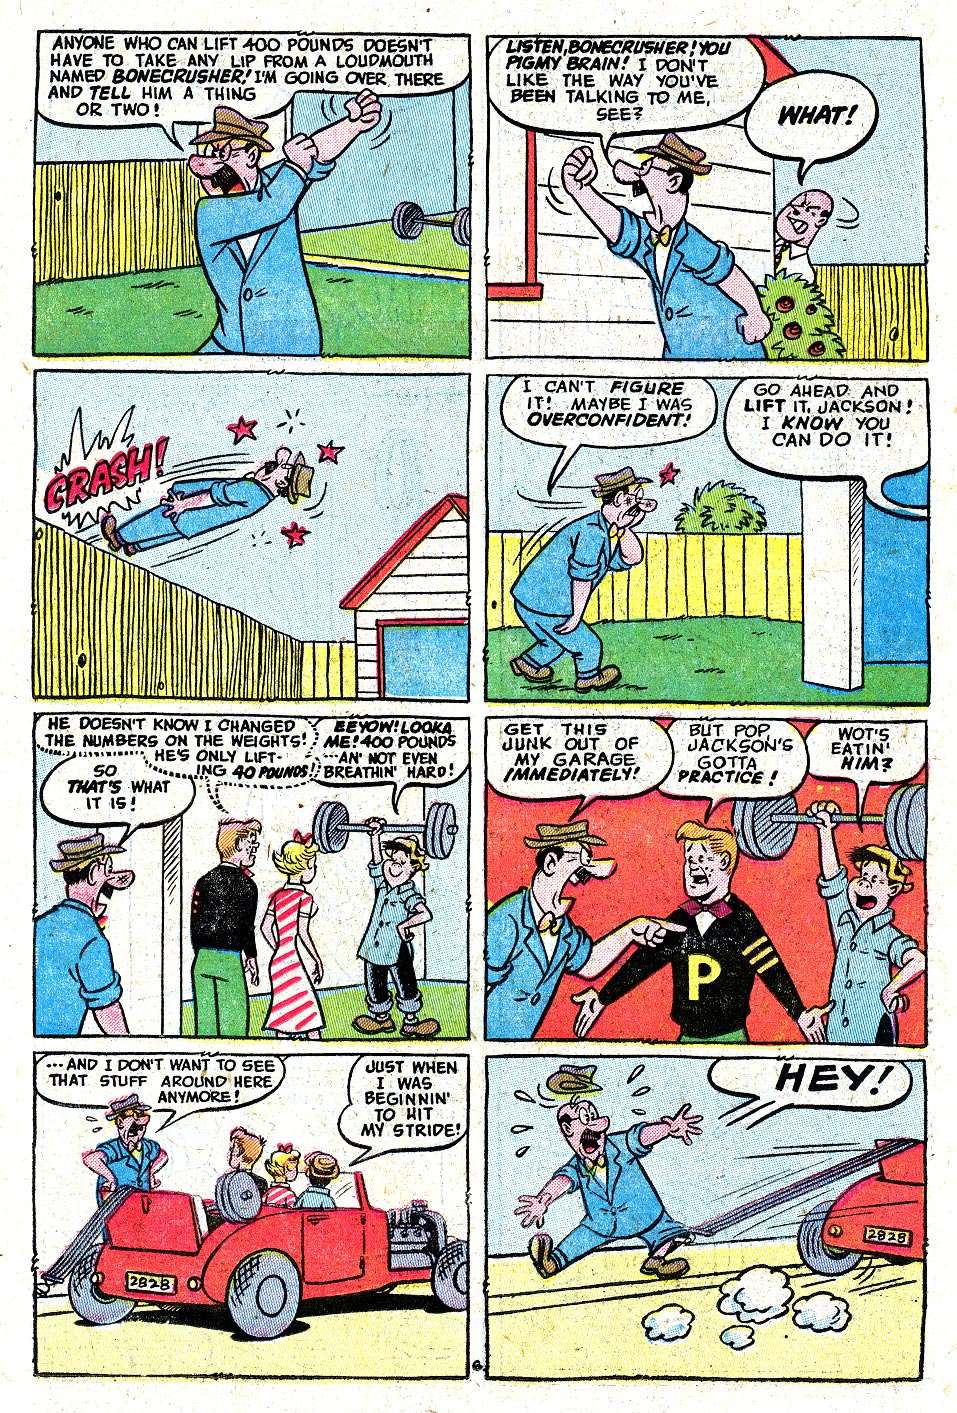 ANYONE WHO CAN LIFT 400 POUNDS DOESN'T
HAVE TO TAKE ANY LIP FROM A LOUDMOUTH
NAMED BONECRUSHER! I'M GOING OVER THERE
AND TELL HIM A THING
OR TWO!
LISTEN, BONECRUSHER! YOU
PIGMY BRAIN! I DON'T
LIKE THE WAY YOU'VE
BEEN TALKING TO ME,
SEE?
WHAT!
CRASH!
I CAN'T FIGURE
IT! MAYBE I WAS
OVERCONFIDENT!
GO AHEAD AND
LIFT IT, JACKSON!
I KNOW YOU
CAN DO IT!
HE DOESN'T KNOW I CHANGED
THE NUMBERS ON THE WEIGHTS!
HE'S ONLY LIFT-
ING 40 POUNDS!
SO
THAT'S WHAT
IT IS!
EEYOW! LOOKA
ME! 400 POUNDS
---AN' NOT EVEN
BREATHIN' HARD!
GET THIS
JUNK OUT OF
MY GARAGE
IMMEDIATELY!
BUT POP,
JACKSON'S
GOTTA
PRACTICE!
WOT'S
EATIN'
HIM?
P
---AND I DON'T WANT TO SEE
THAT STUFF AROUND HERE
ANYMORE!
JUST WHEN
I WAS
BEGINNIN'
TO HIT
MY STRIDE!
2828
HEY!
2828
6